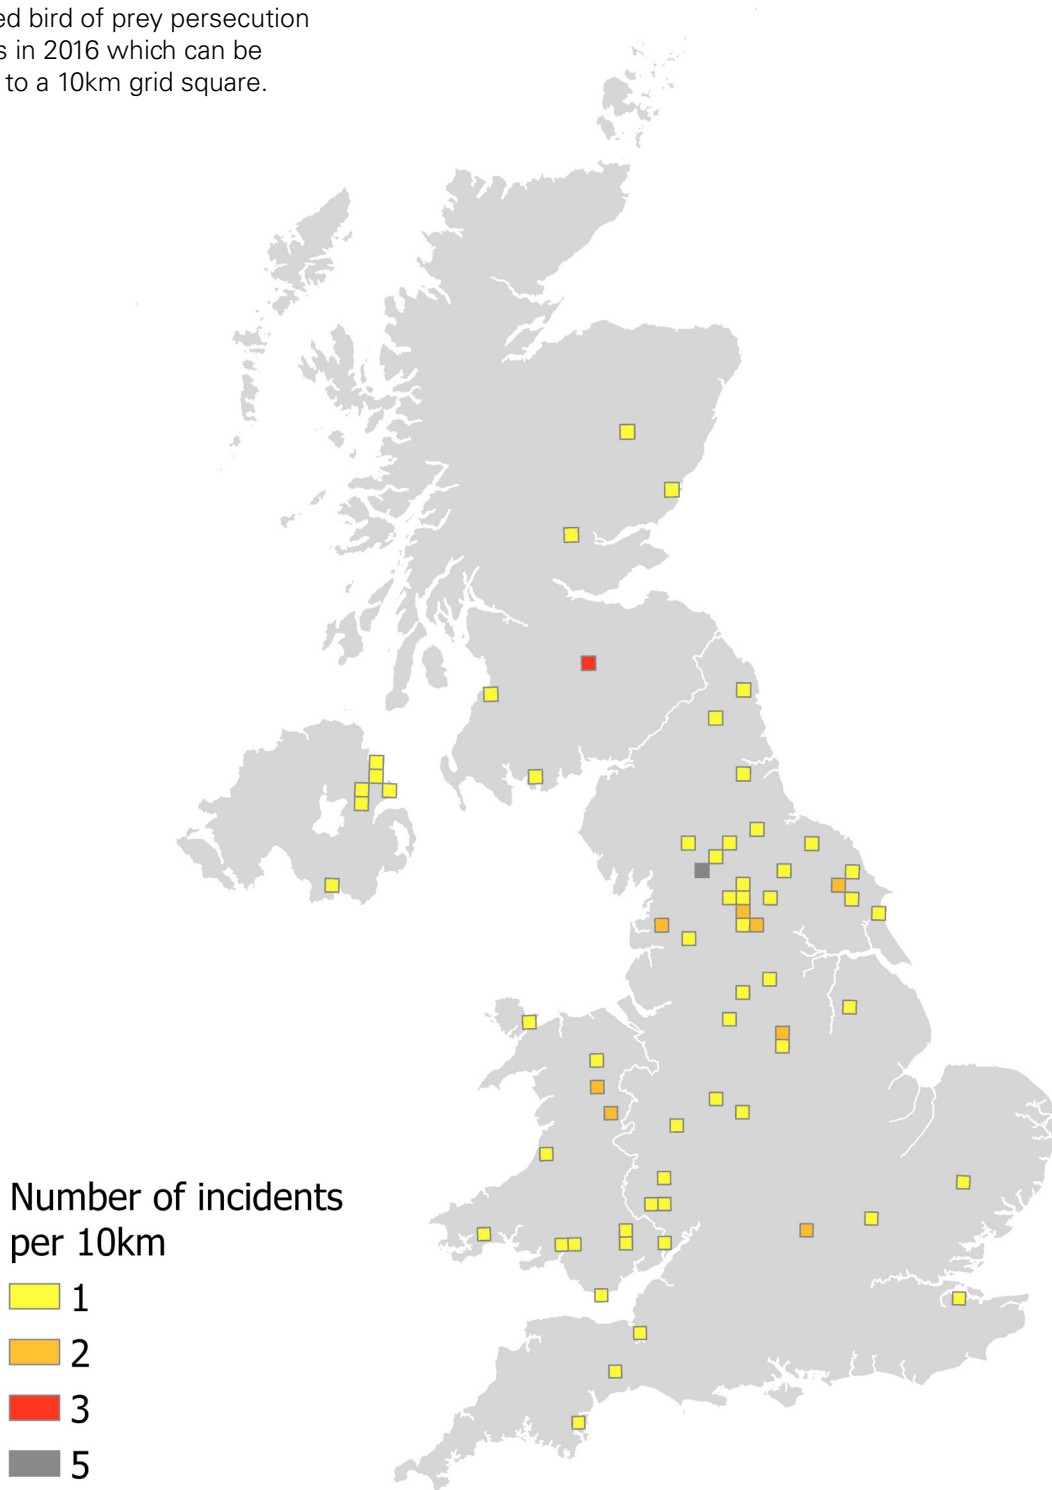 ed bird of prey persecution
s in 2016 which can be
to a 10km grid square.
Number of incidents
per 10km
1
2
3
5